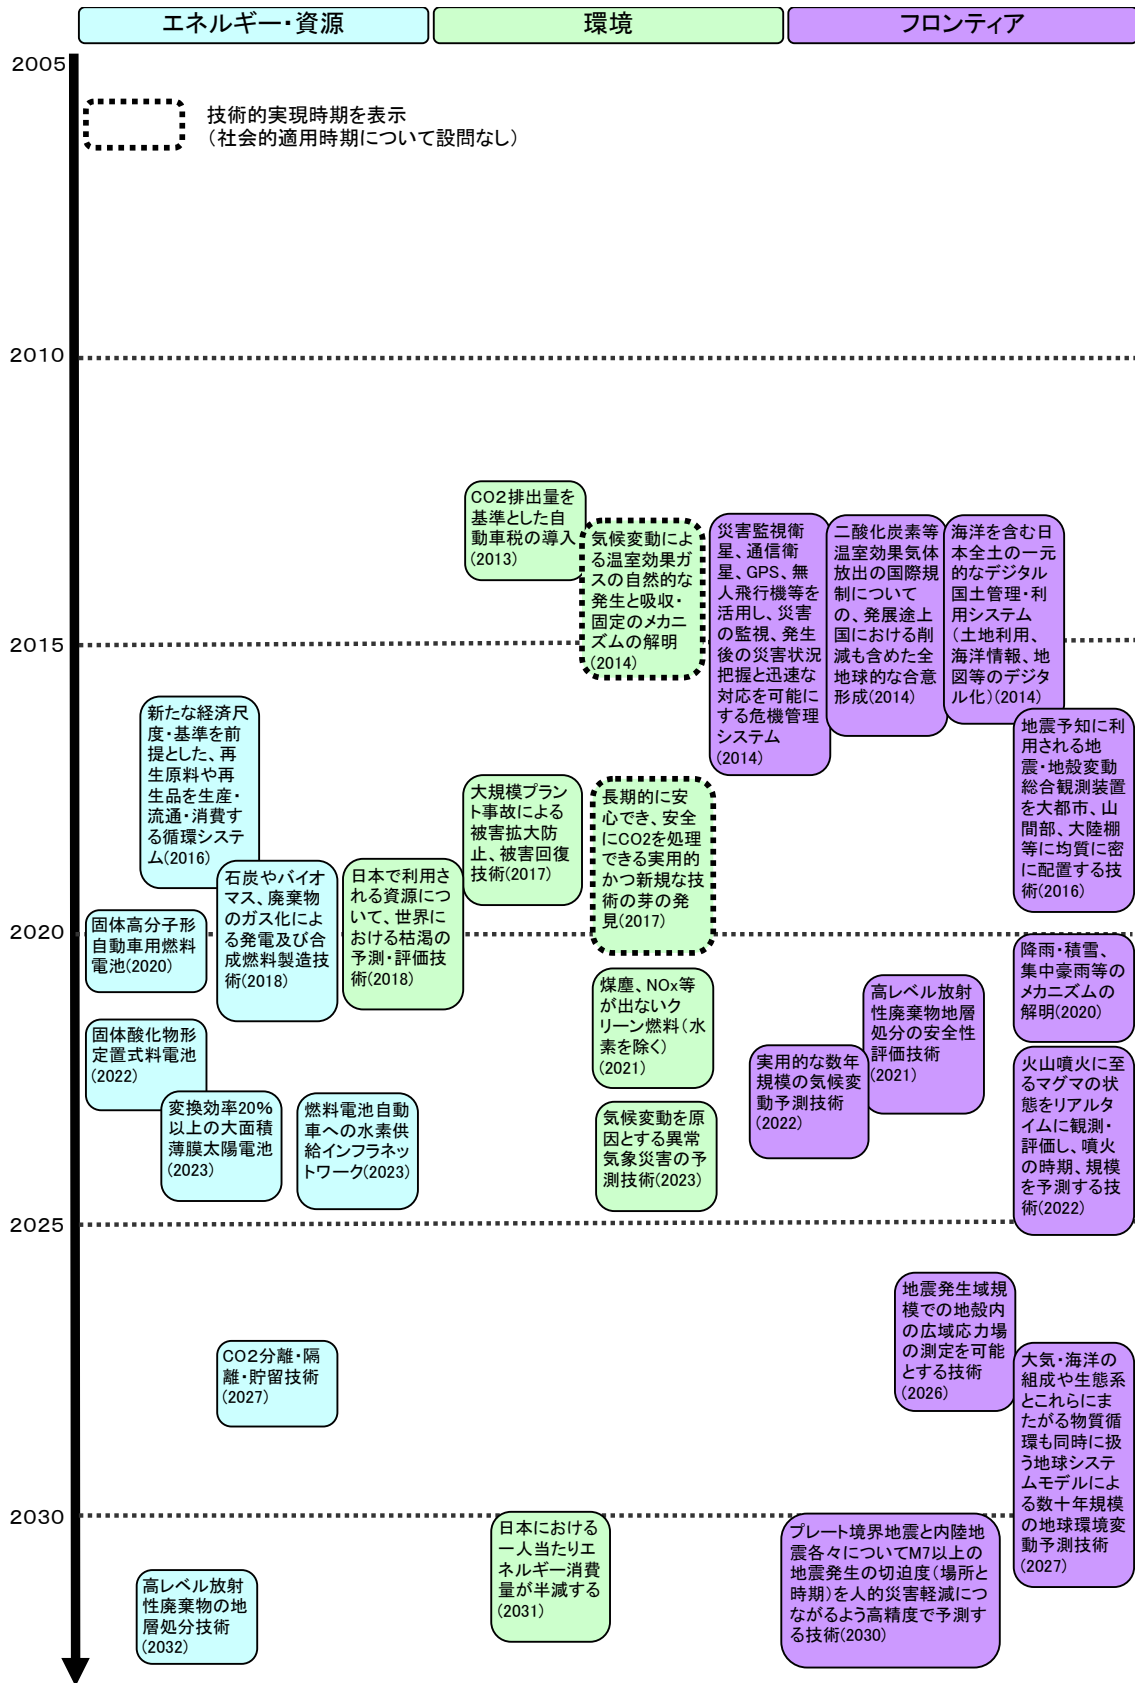 エネルギー・資源
環境
フロンティア
2005
技術的実現時期を表示
（社会的適用時期について設問なし）
2010
CO2排出量を
基準とした自
動車税の導入
(2013)
気候変動によ
る温室効果ガ
スの自然的な
発生と吸収・
固定のメカニ
ズムの解明
(2014)
災害監視衛
星、通信衛
星、GPS、無
人飛行機等を
活用し、災害
の監視、発生
後の災害状況
把握と迅速な
対応を可能に
する危機管理
システム
(2014)
二酸化炭素等
温室効果気体
放出の国際規
制について
の、発展途上
国における削
減も含めた全
地球的な合意
形成(2014)
海洋を含む日
本全土の一元
的なデジタル
国土管理・利
用システム
（土地利用、
海洋情報、地
図等のデジタ
ル化）(2014)
2015
新たな経済尺
度・基準を前
提とした、再
生原料や再
生品を生産・
流通・消費す
る循環システ
ム(2016)
地震予知に利
用される地
震・地殻変動
総合観測装置
を大都市、山
間部、大陸棚
等に均質に密
に配置する技
術(2016)
大規模プラン
ト事故による
被害拡大防
止、被害回復
技術(2017)
長期的に安
心でき、安全
にCO2を処理
できる実用的
かつ新規な技
術の芽の発
見(2017)
石炭やバイオ
マス、廃棄物
のガス化によ
る発電及び合
成燃料製造技
術(2018)
日本で利用さ
れる資源につ
いて、世界に
おける枯渇の
予測・評価技
術(2018)
固体高分子形
自動車用燃料
電池(2020)
2020
降雨・積雪、
集中豪雨等の
メカニズムの
解明(2020)
煤塵、NOx等
が出ないク
リーン燃料（水
素を除く）
(2021)
高レベル放射
性廃棄物地層
処分の安全性
評価技術
(2021)
固体酸化物形
定置式料電池
(2022)
実用的な数年
規模の気候変
動予測技術
(2022)
火山噴火に至
るマグマの状
態をリアルタ
イムに観測・
評価し、噴火
の時期、規模
を予測する技
術(2022)
変換効率20%
以上の大面積
薄膜太陽電池
(2023)
燃料電池自動
車への水素供
給インフラネッ
トワーク(2023)
気候変動を原
因とする異常
気象災害の予
測技術(2023)
2025
地震発生域規
模での地殻内
の広域応力場
の測定を可能
とする技術
(2026)
CO2分離・隔
離・貯留技術
(2027)
大気・海洋の
組成や生態系
とこれらにま
たがる物質循
環も同時に扱
う地球システ
ムモデルによ
る数十年規模
の地球環境変
動予測技術
(2027)
2030
日本における
一人当たりエ
ネルギー消費
量が半減する
(2031)
プレート境界地震と内陸地
震各々についてM7以上の
地震発生の切迫度（場所と
時期）を人的災害軽減につ
ながるよう高精度で予測す
る技術(2030)
高レベル放射
性廃棄物の地
層処分技術
(2032)